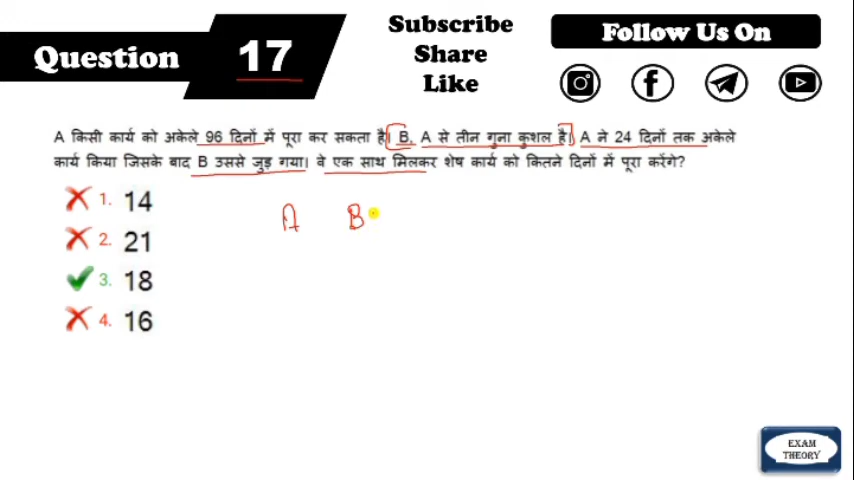 Question 17
Subscribe
Share
Like
Follow Us On
A किसी कार्य को अकेले 96 दिनों में पूरा कर सकता है। B, A से तीन गुना कुशल है। A ने 24 दिनों तक अकेले
कार्य किया जिसके बाद B उससे जुड़ गया। वे एक साथ मिलकर शेष कार्य को कितने दिनों में पूरा करेंगे?
1. 14
2. 21
3. 18
4. 16
A B
EXAM
THEORY